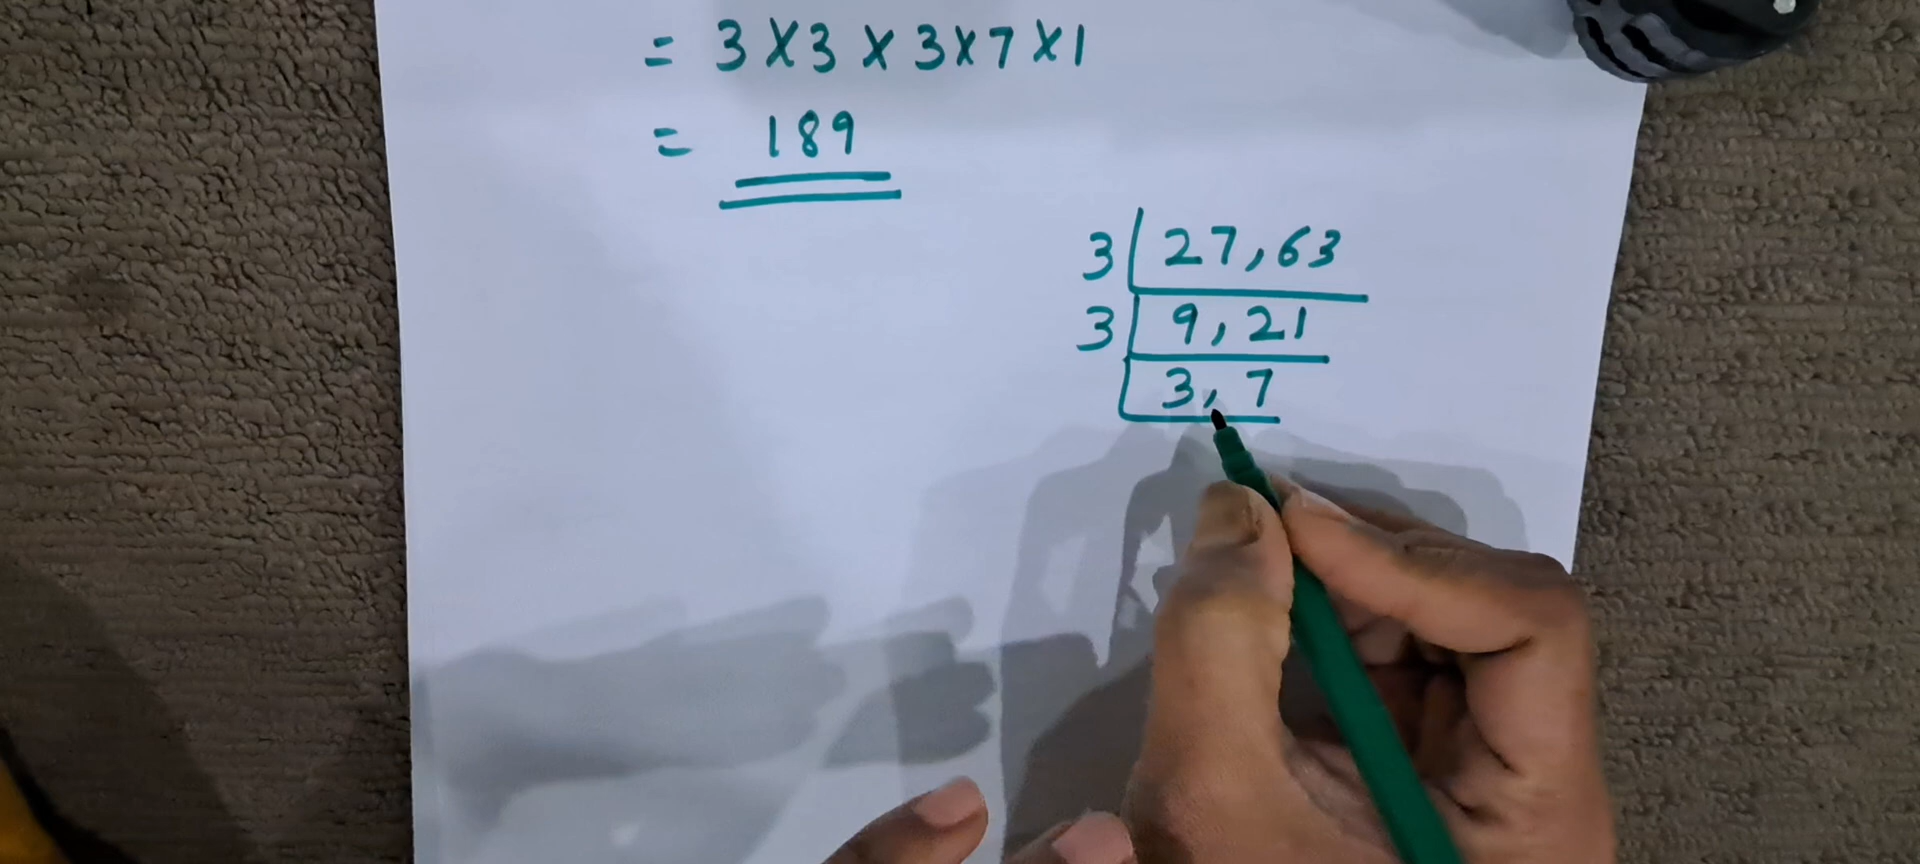 = 3 X 3 X 3 X 7 X 1
= 189
3 | 27, 63
3 | 9, 21
3, 7